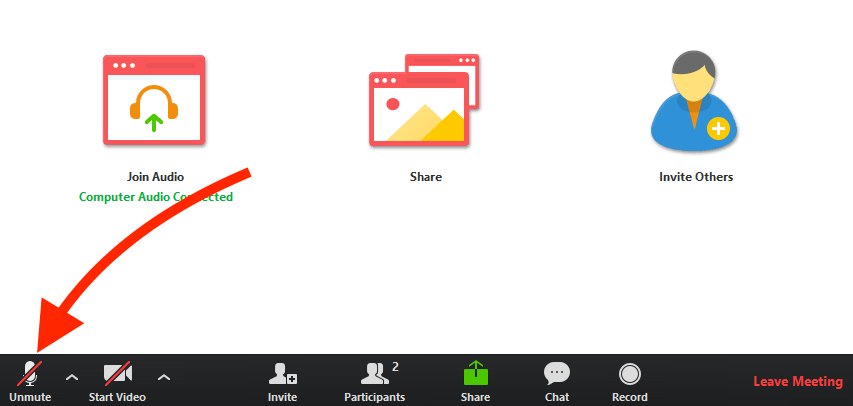 Join Audio
Computer Audio Connected
Share
Invite Others
Unmute
Start Video
Invite
Participants
2
Share
Chat
Record
Leave Meeting